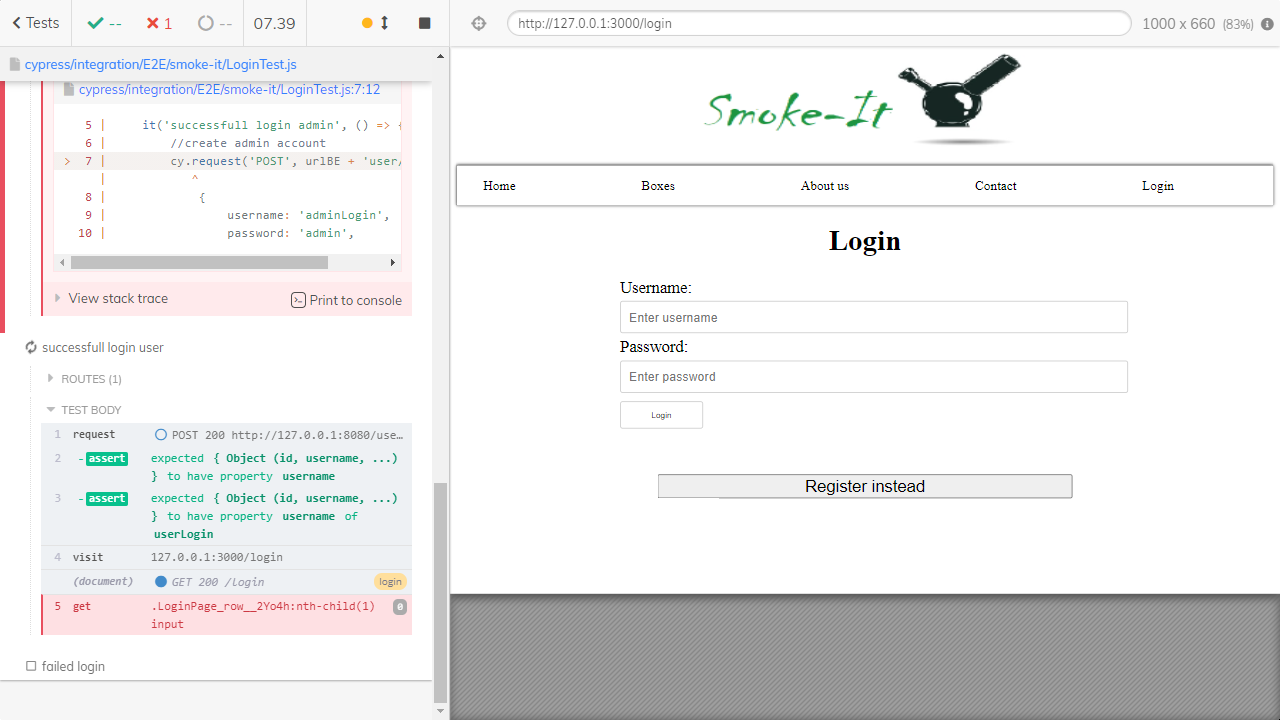 Tests
--
1
--
07.39
http://127.0.0.1:3000/login
1000 x 660 (83%)
cypress/integration/E2E/smoke-it/LoginTest.js
cypress/integration/E2E/smoke-it/LoginTest.js:7:12
5 | it('successfull login admin', () => {
6 | //create admin account
> 7 | cy.request('POST', urlBE + 'user/
| ^
8 | {
9 | username: 'adminLogin',
10 | password: 'admin',
View stack trace
Print to console
successfull login user
ROUTES (1)
TEST BODY
1 request POST 200 http://127.0.0.1:8080/use...
2 -assert expected { Object (id, username, ...)
} to have property username
3 -assert expected { Object (id, username, ...)
} to have property username of
userLogin
4 visit 127.0.0.1:3000/login
(document) GET 200 /login login
5 get .LoginPage_row__2Yo4h:nth-child(1) 0
input
failed login
Smoke-It
Home Boxes About us Contact Login
Login
Username:
Enter username
Password:
Enter password
Login
Register instead